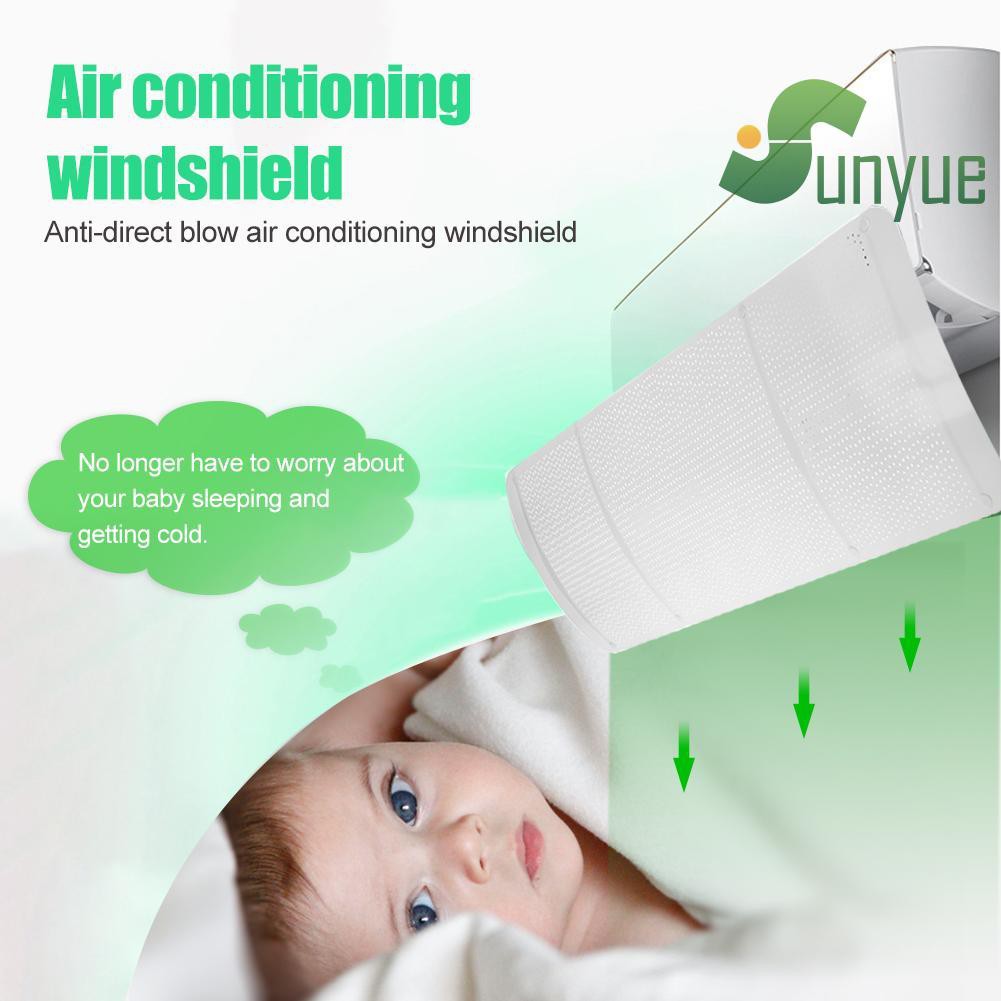 Air conditioning
windshield
Anti-direct blow air conditioning windshield
Sunyue
No longer have to worry about
your baby sleeping and
getting cold.